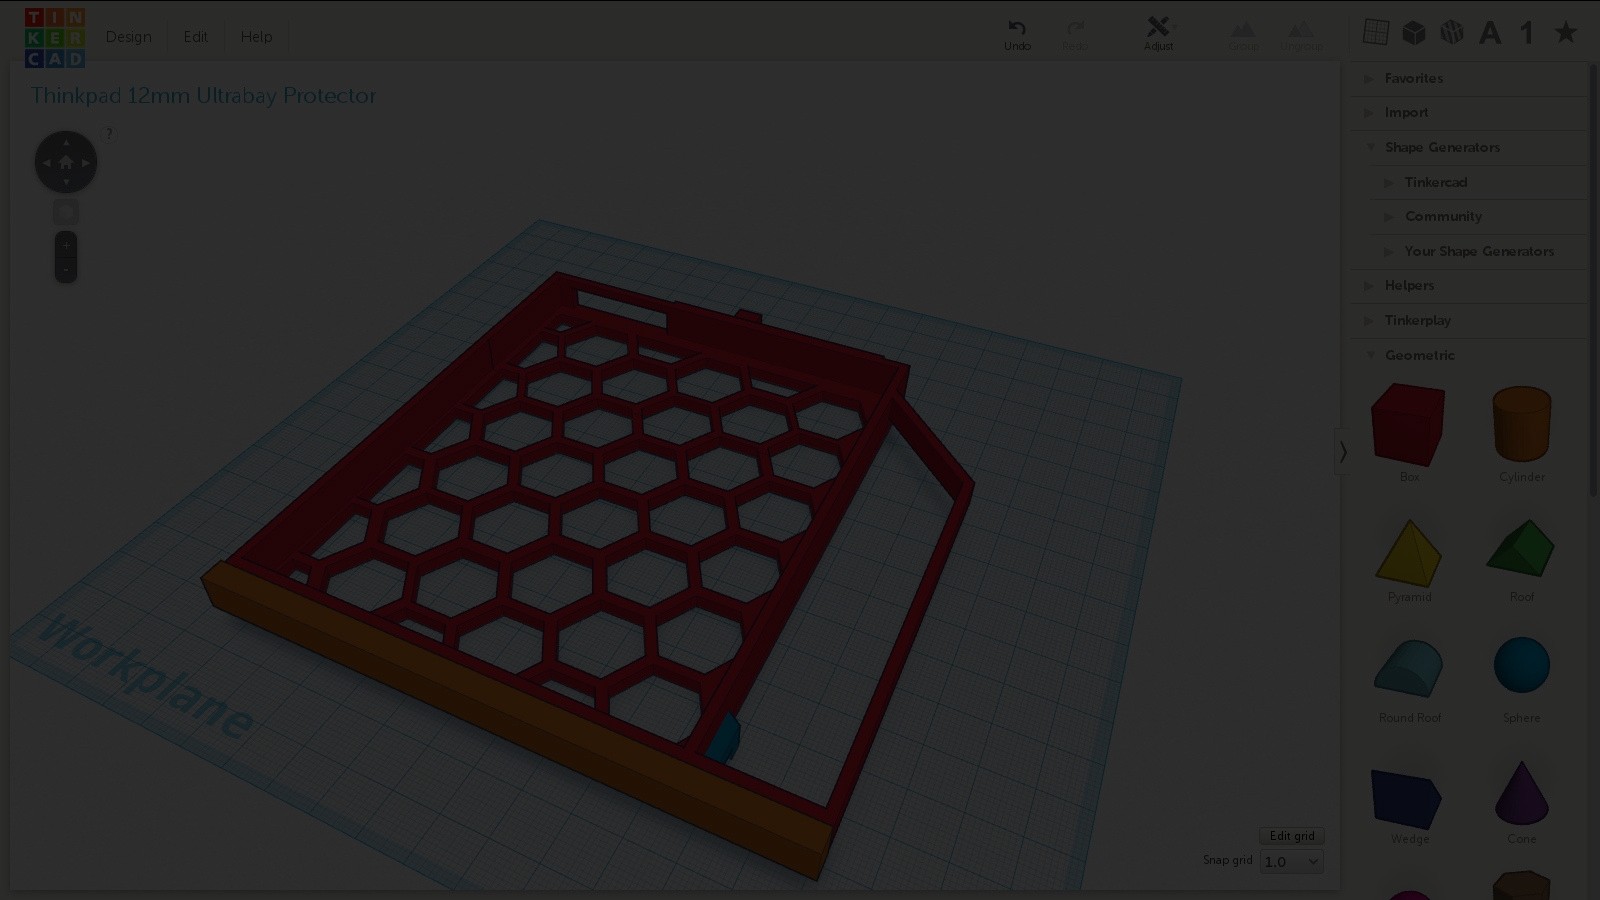 TIN
KER
CAD
Design
Edit
Help
Undo
Redo
Adjust
Group
Ungroup
A
1
Thinkpad 12mm Ultrabay Protector
?
+
-
Workplane
Favorites
Import
Shape Generators
Tinkercad
Community
Your Shape Generators
Helpers
Tinkerplay
Geometric
Box
Cylinder
Pyramid
Roof
Round Roof
Sphere
Wedge
Cone
Edit grid
Snap grid 1.0